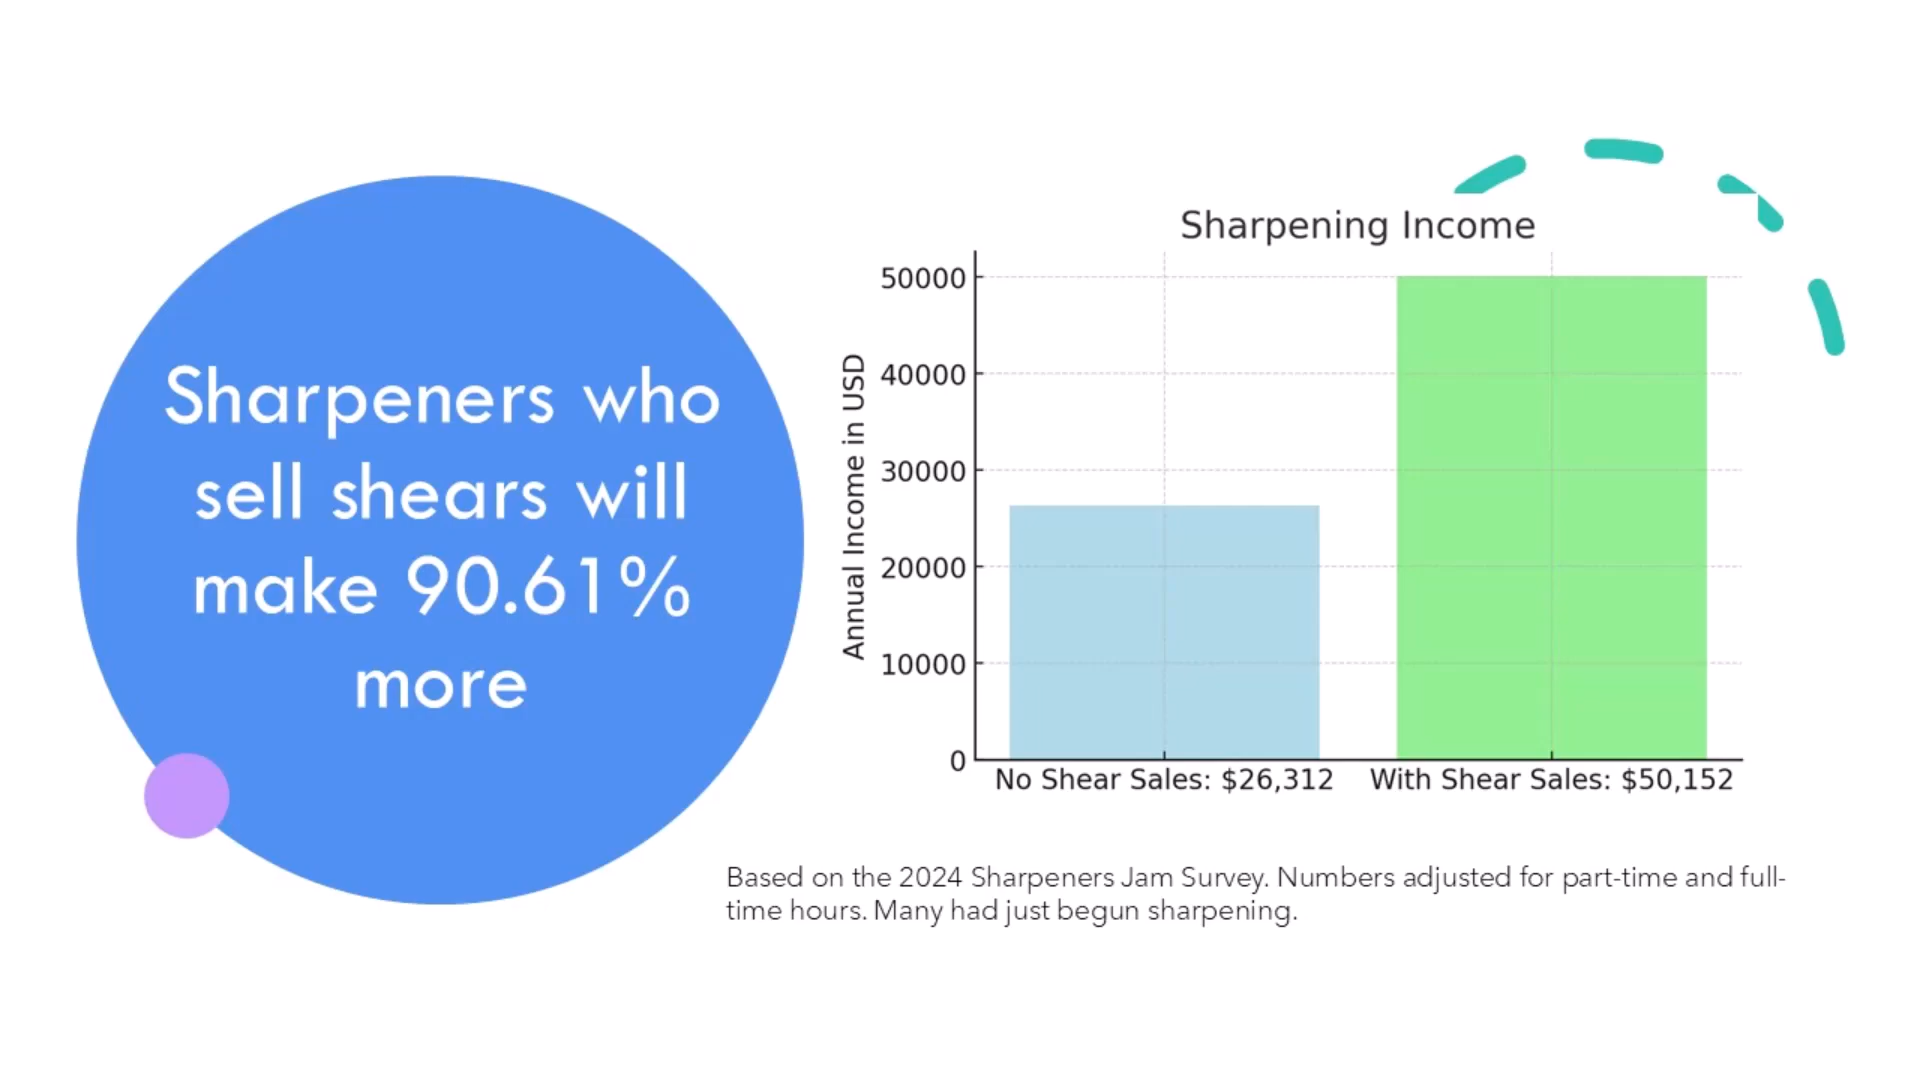 Sharpeners who
sell shears will
make 90.61%
more
Sharpening Income
Annual Income in USD
50000
40000
30000
20000
10000
0
No Shear Sales: $26,312
With Shear Sales: $50,152
Based on the 2024 Sharpeners Jam Survey. Numbers adjusted for part-time and full-
time hours. Many had just begun sharpening.